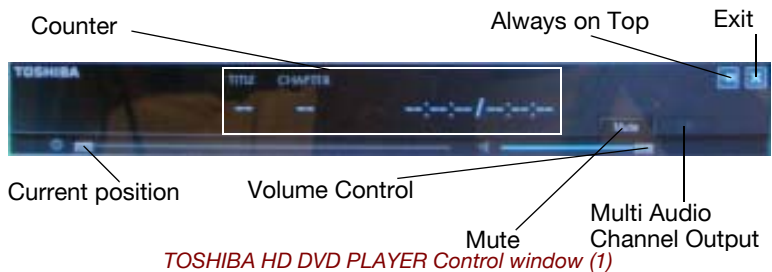 Counter
Always on Top
Exit
TOSHIBA
TITLE CHAPTER
-- -- --:--:-- / --:--:--
Mute
Current position
Volume Control
Mute
Multi Audio
Channel Output
TOSHIBA HD DVD PLAYER Control window (1)